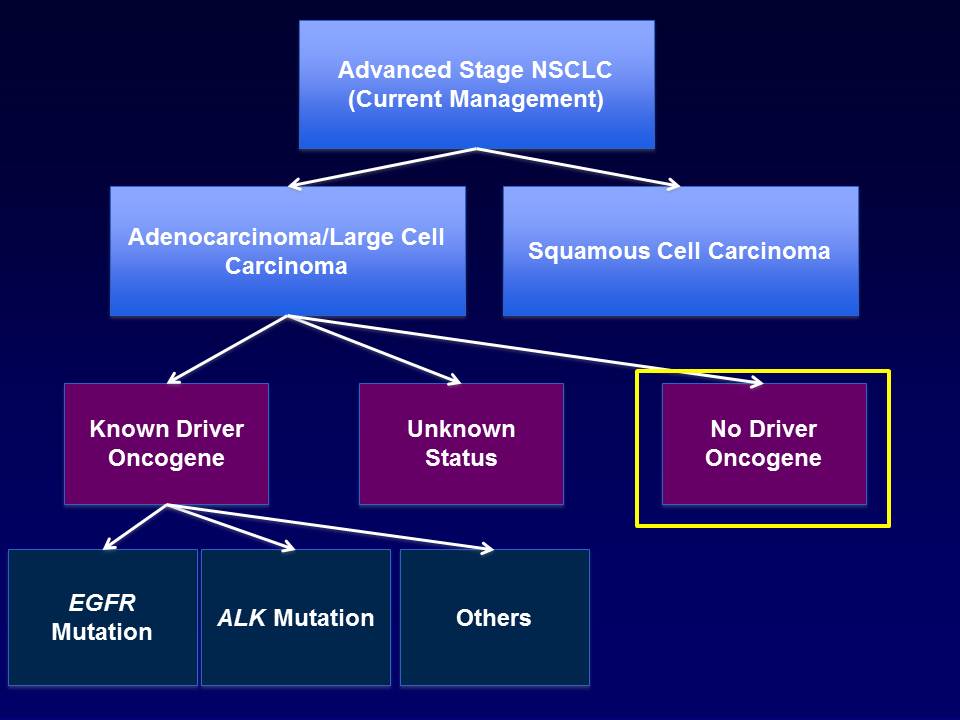 Advanced Stage NSCLC
(Current Management)
Adenocarcinoma/Large Cell
Carcinoma
Squamous Cell Carcinoma
Known Driver
Oncogene
Unknown
Status
No Driver
Oncogene
EGFR
Mutation
ALK Mutation
Others